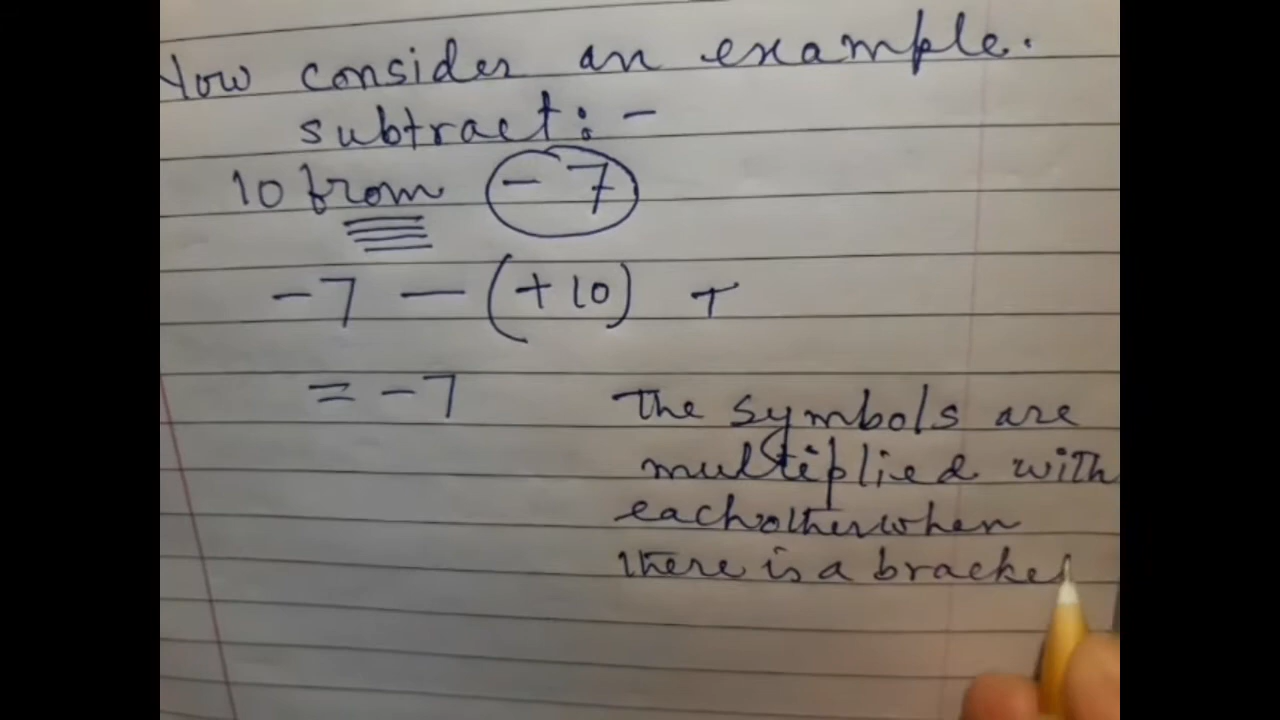 Now consider an example.
subtract:-
10 from -7
-7 - (+10) +
= -7
The symbols are
multiplied with
eachother when
there is a bracket